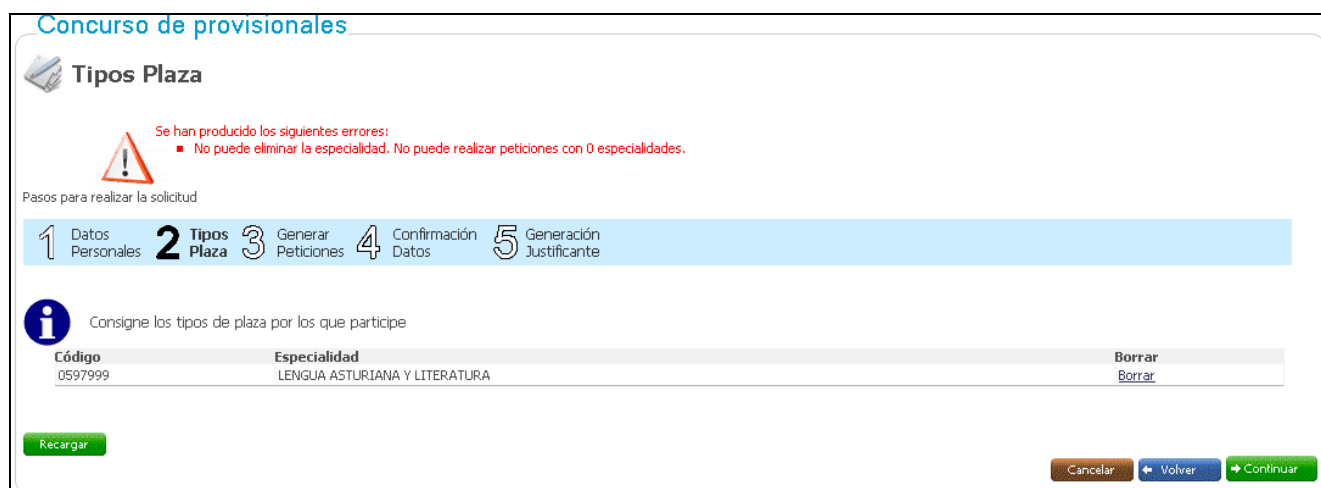 Concurso de provisionales
Tipos Plaza
Se han producido los siguientes errores:
No puede eliminar la especialidad. No puede realizar peticiones con 0 especialidades.
Pasos para realizar la solicitud
1 Datos Personales 2 Tipos Plaza 3 Generar Peticiones 4 Confirmación Datos 5 Generación Justificante
Consigne los tipos de plaza por los que participe
Código Especialidad Borrar
0597999 LENGUA ASTURIANA Y LITERATURA Borrar
Recargar
Cancelar Volver Continuar